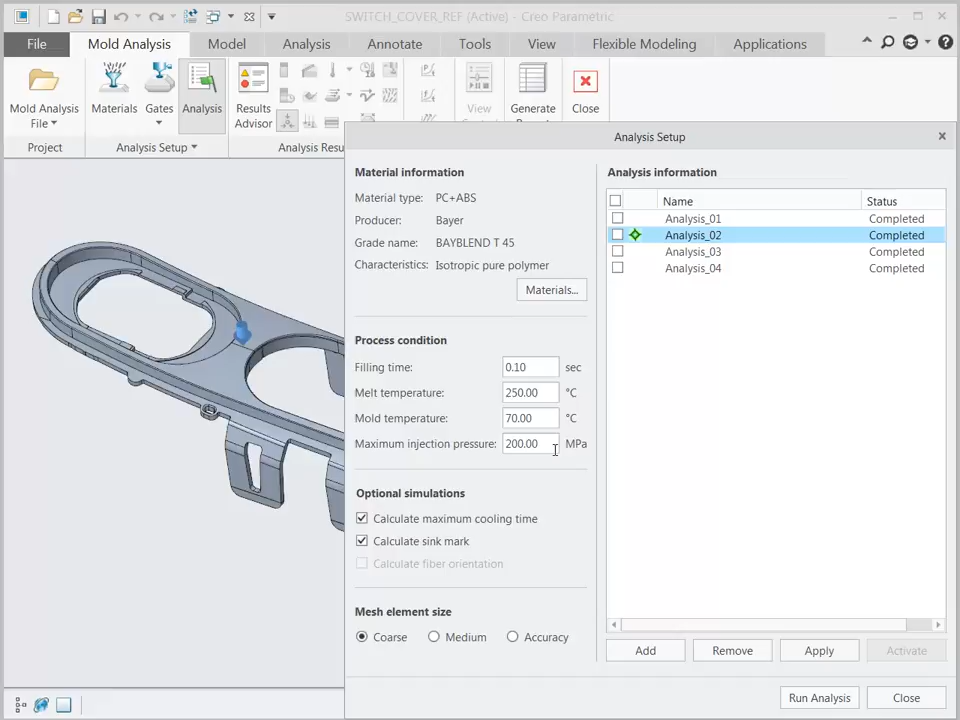 SWITCH_COVER_REF (Active) - Creo Parametric
File Mold Analysis Model Analysis Annotate Tools View Flexible Modeling Applications
Mold Analysis File Materials Gates Analysis Results Advisor View Generate Close
Project Analysis Setup Analysis Resu
Analysis Setup
Material information
Material type: PC+ABS
Producer: Bayer
Grade name: BAYBLEND T 45
Characteristics: Isotropic pure polymer
Materials...
Process condition
Filling time: 0.10 sec
Melt temperature: 250.00 °C
Mold temperature: 70.00 °C
Maximum injection pressure: 200.00 MPa
Optional simulations
Calculate maximum cooling time
Calculate sink mark
Calculate fiber orientation
Mesh element size
Coarse Medium Accuracy
Analysis information
Name Status
Analysis_01 Completed
Analysis_02 Completed
Analysis_03 Completed
Analysis_04 Completed
Add Remove Apply Activate
Run Analysis Close